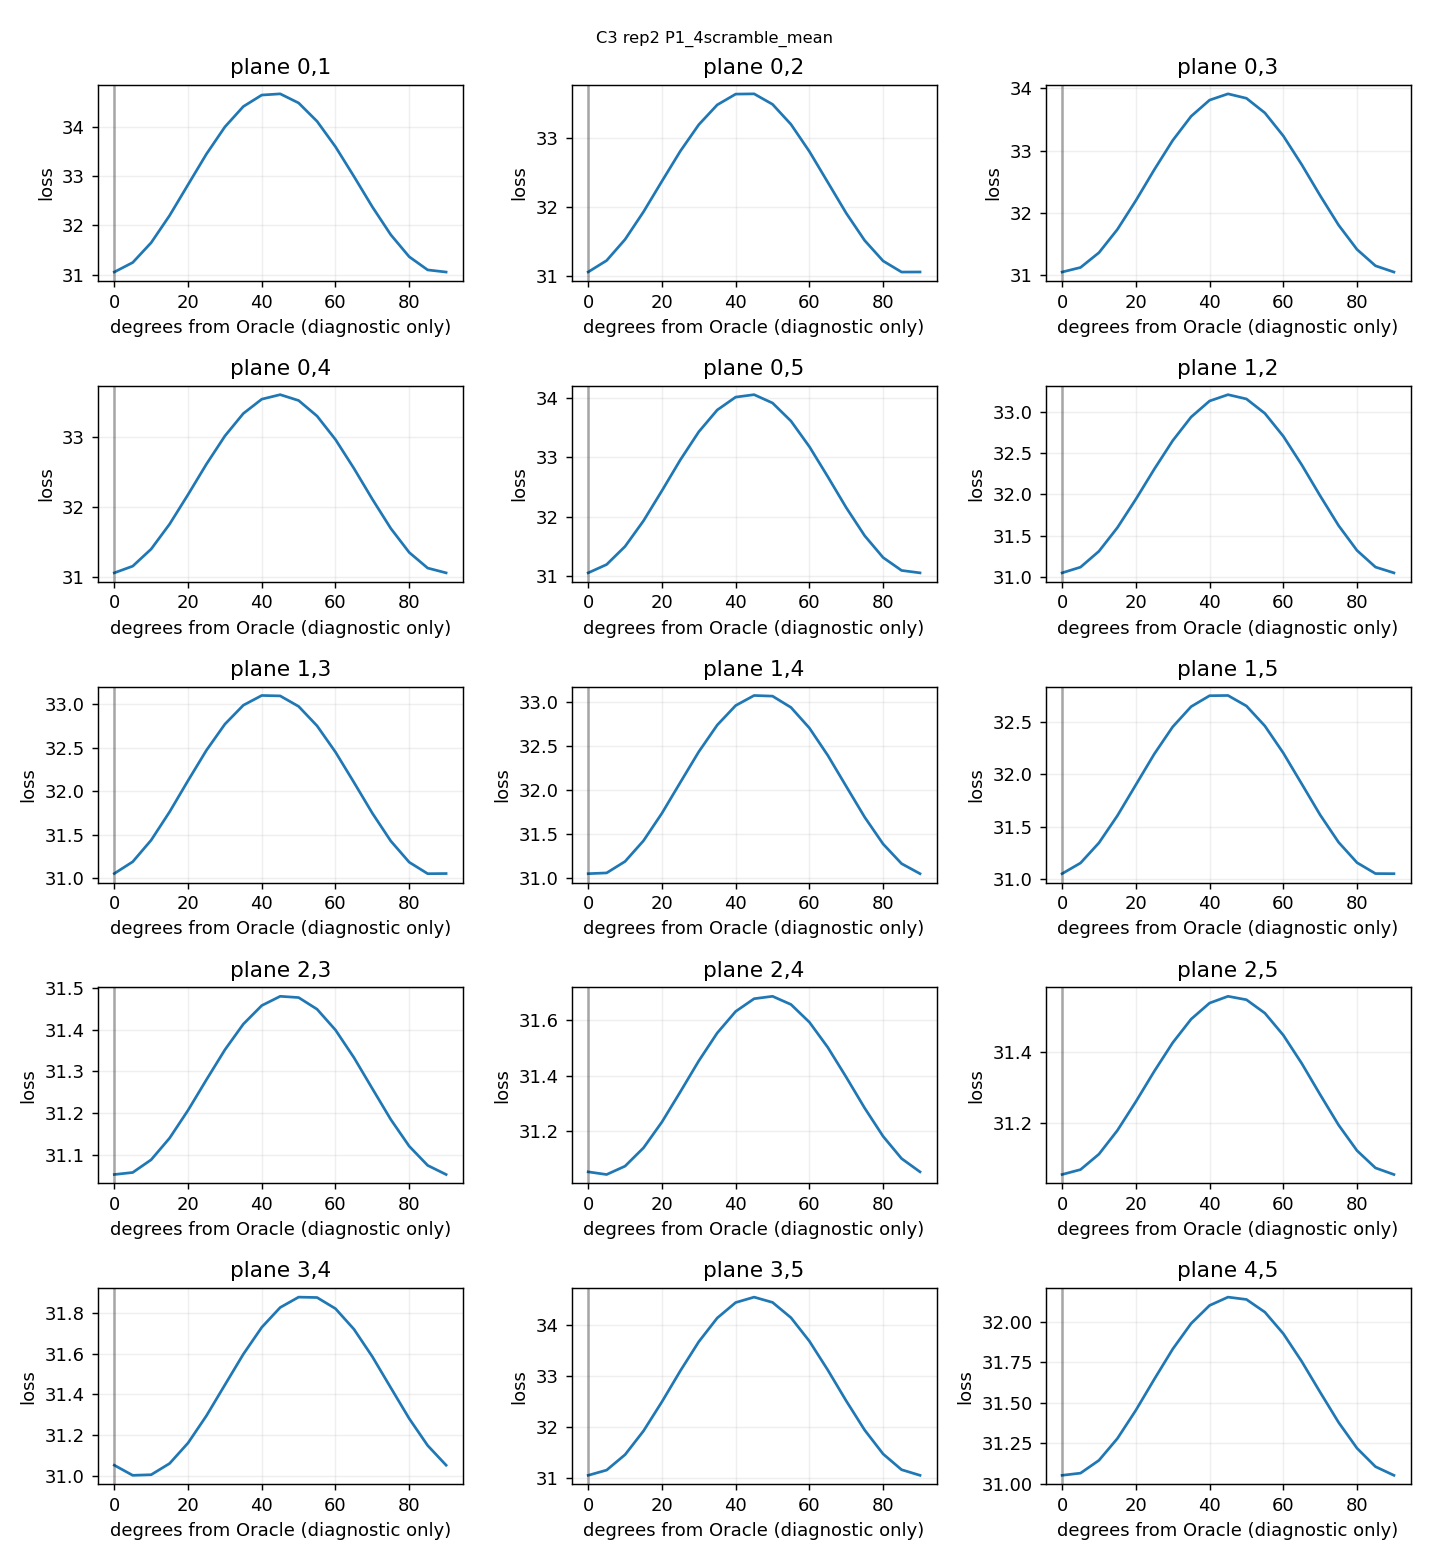 C3 rep2 P1_4scramble_mean
plane 0,1
34
33
32
31
loss
0 20 40 60 80
degrees from Oracle (diagnostic only)
plane 0,2
33
32
31
loss
0 20 40 60 80
degrees from Oracle (diagnostic only)
plane 0,3
34
33
32
31
loss
0 20 40 60 80
degrees from Oracle (diagnostic only)
plane 0,4
33
32
31
loss
0 20 40 60 80
degrees from Oracle (diagnostic only)
plane 0,5
34
33
32
31
loss
0 20 40 60 80
degrees from Oracle (diagnostic only)
plane 1,2
33.0
32.5
32.0
31.5
31.0
loss
0 20 40 60 80
degrees from Oracle (diagnostic only)
plane 1,3
33.0
32.5
32.0
31.5
31.0
loss
0 20 40 60 80
degrees from Oracle (diagnostic only)
plane 1,4
33.0
32.5
32.0
31.5
31.0
loss
0 20 40 60 80
degrees from Oracle (diagnostic only)
plane 1,5
32.5
32.0
31.5
31.0
loss
0 20 40 60 80
degrees from Oracle (diagnostic only)
plane 2,3
31.5
31.4
31.3
31.2
31.1
loss
0 20 40 60 80
degrees from Oracle (diagnostic only)
plane 2,4
31.6
31.4
31.2
loss
0 20 40 60 80
degrees from Oracle (diagnostic only)
plane 2,5
31.4
31.2
loss
0 20 40 60 80
degrees from Oracle (diagnostic only)
plane 3,4
31.8
31.6
31.4
31.2
31.0
loss
0 20 40 60 80
degrees from Oracle (diagnostic only)
plane 3,5
34
33
32
31
loss
0 20 40 60 80
degrees from Oracle (diagnostic only)
plane 4,5
32.00
31.75
31.50
31.25
31.00
loss
0 20 40 60 80
degrees from Oracle (diagnostic only)